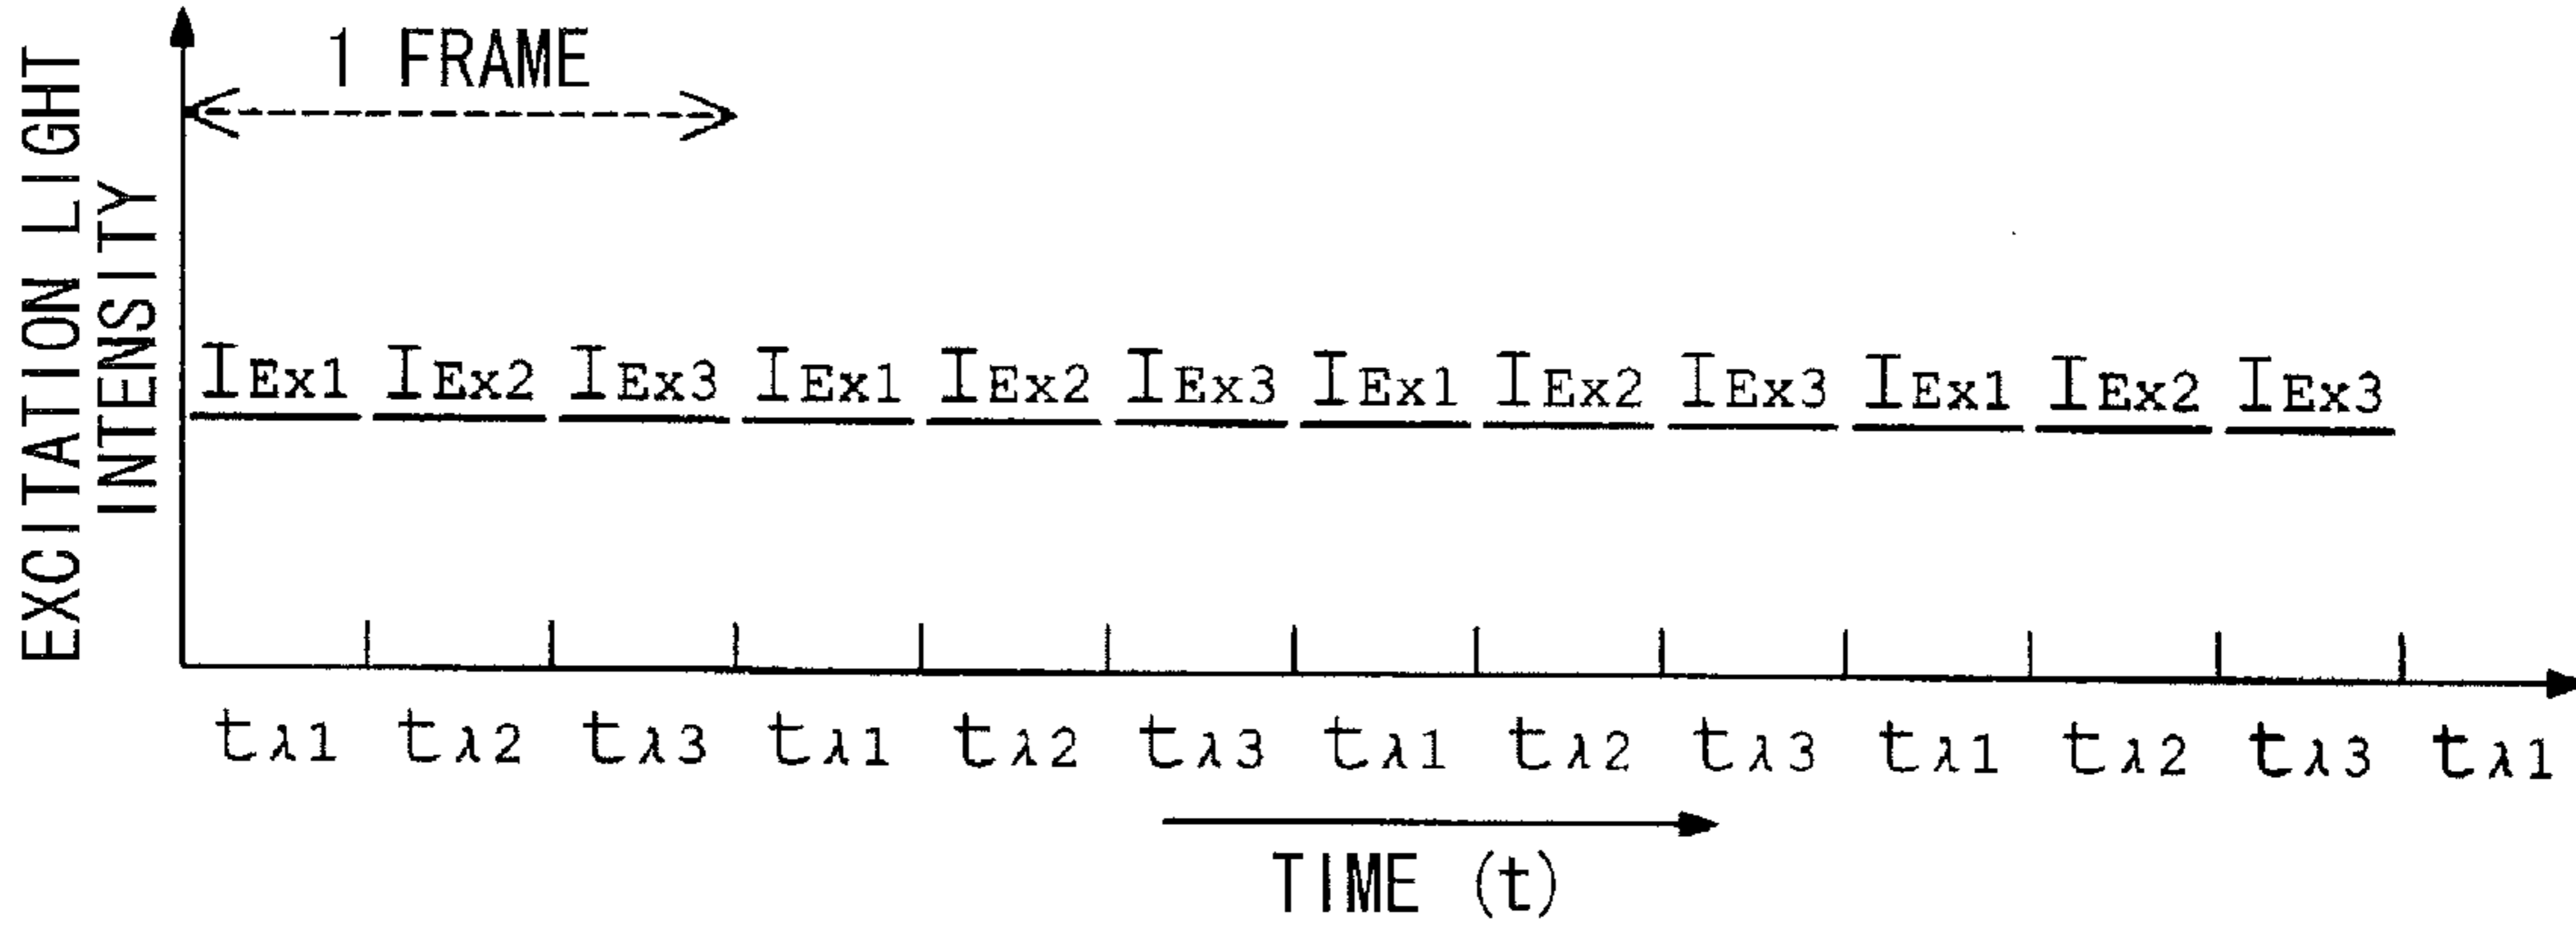 EXCITATION LIGHT
INTENSITY
1 FRAME
IEx1 IEx2 IEx3 IEx1 IEx2 IEx3 IEx1 IEx2 IEx3 IEx1 IEx2 IEx3
tλ1 tλ2 tλ3 tλ1 tλ2 tλ3 tλ1 tλ2 tλ3 tλ1 tλ2 tλ3 tλ1
TIME (t)